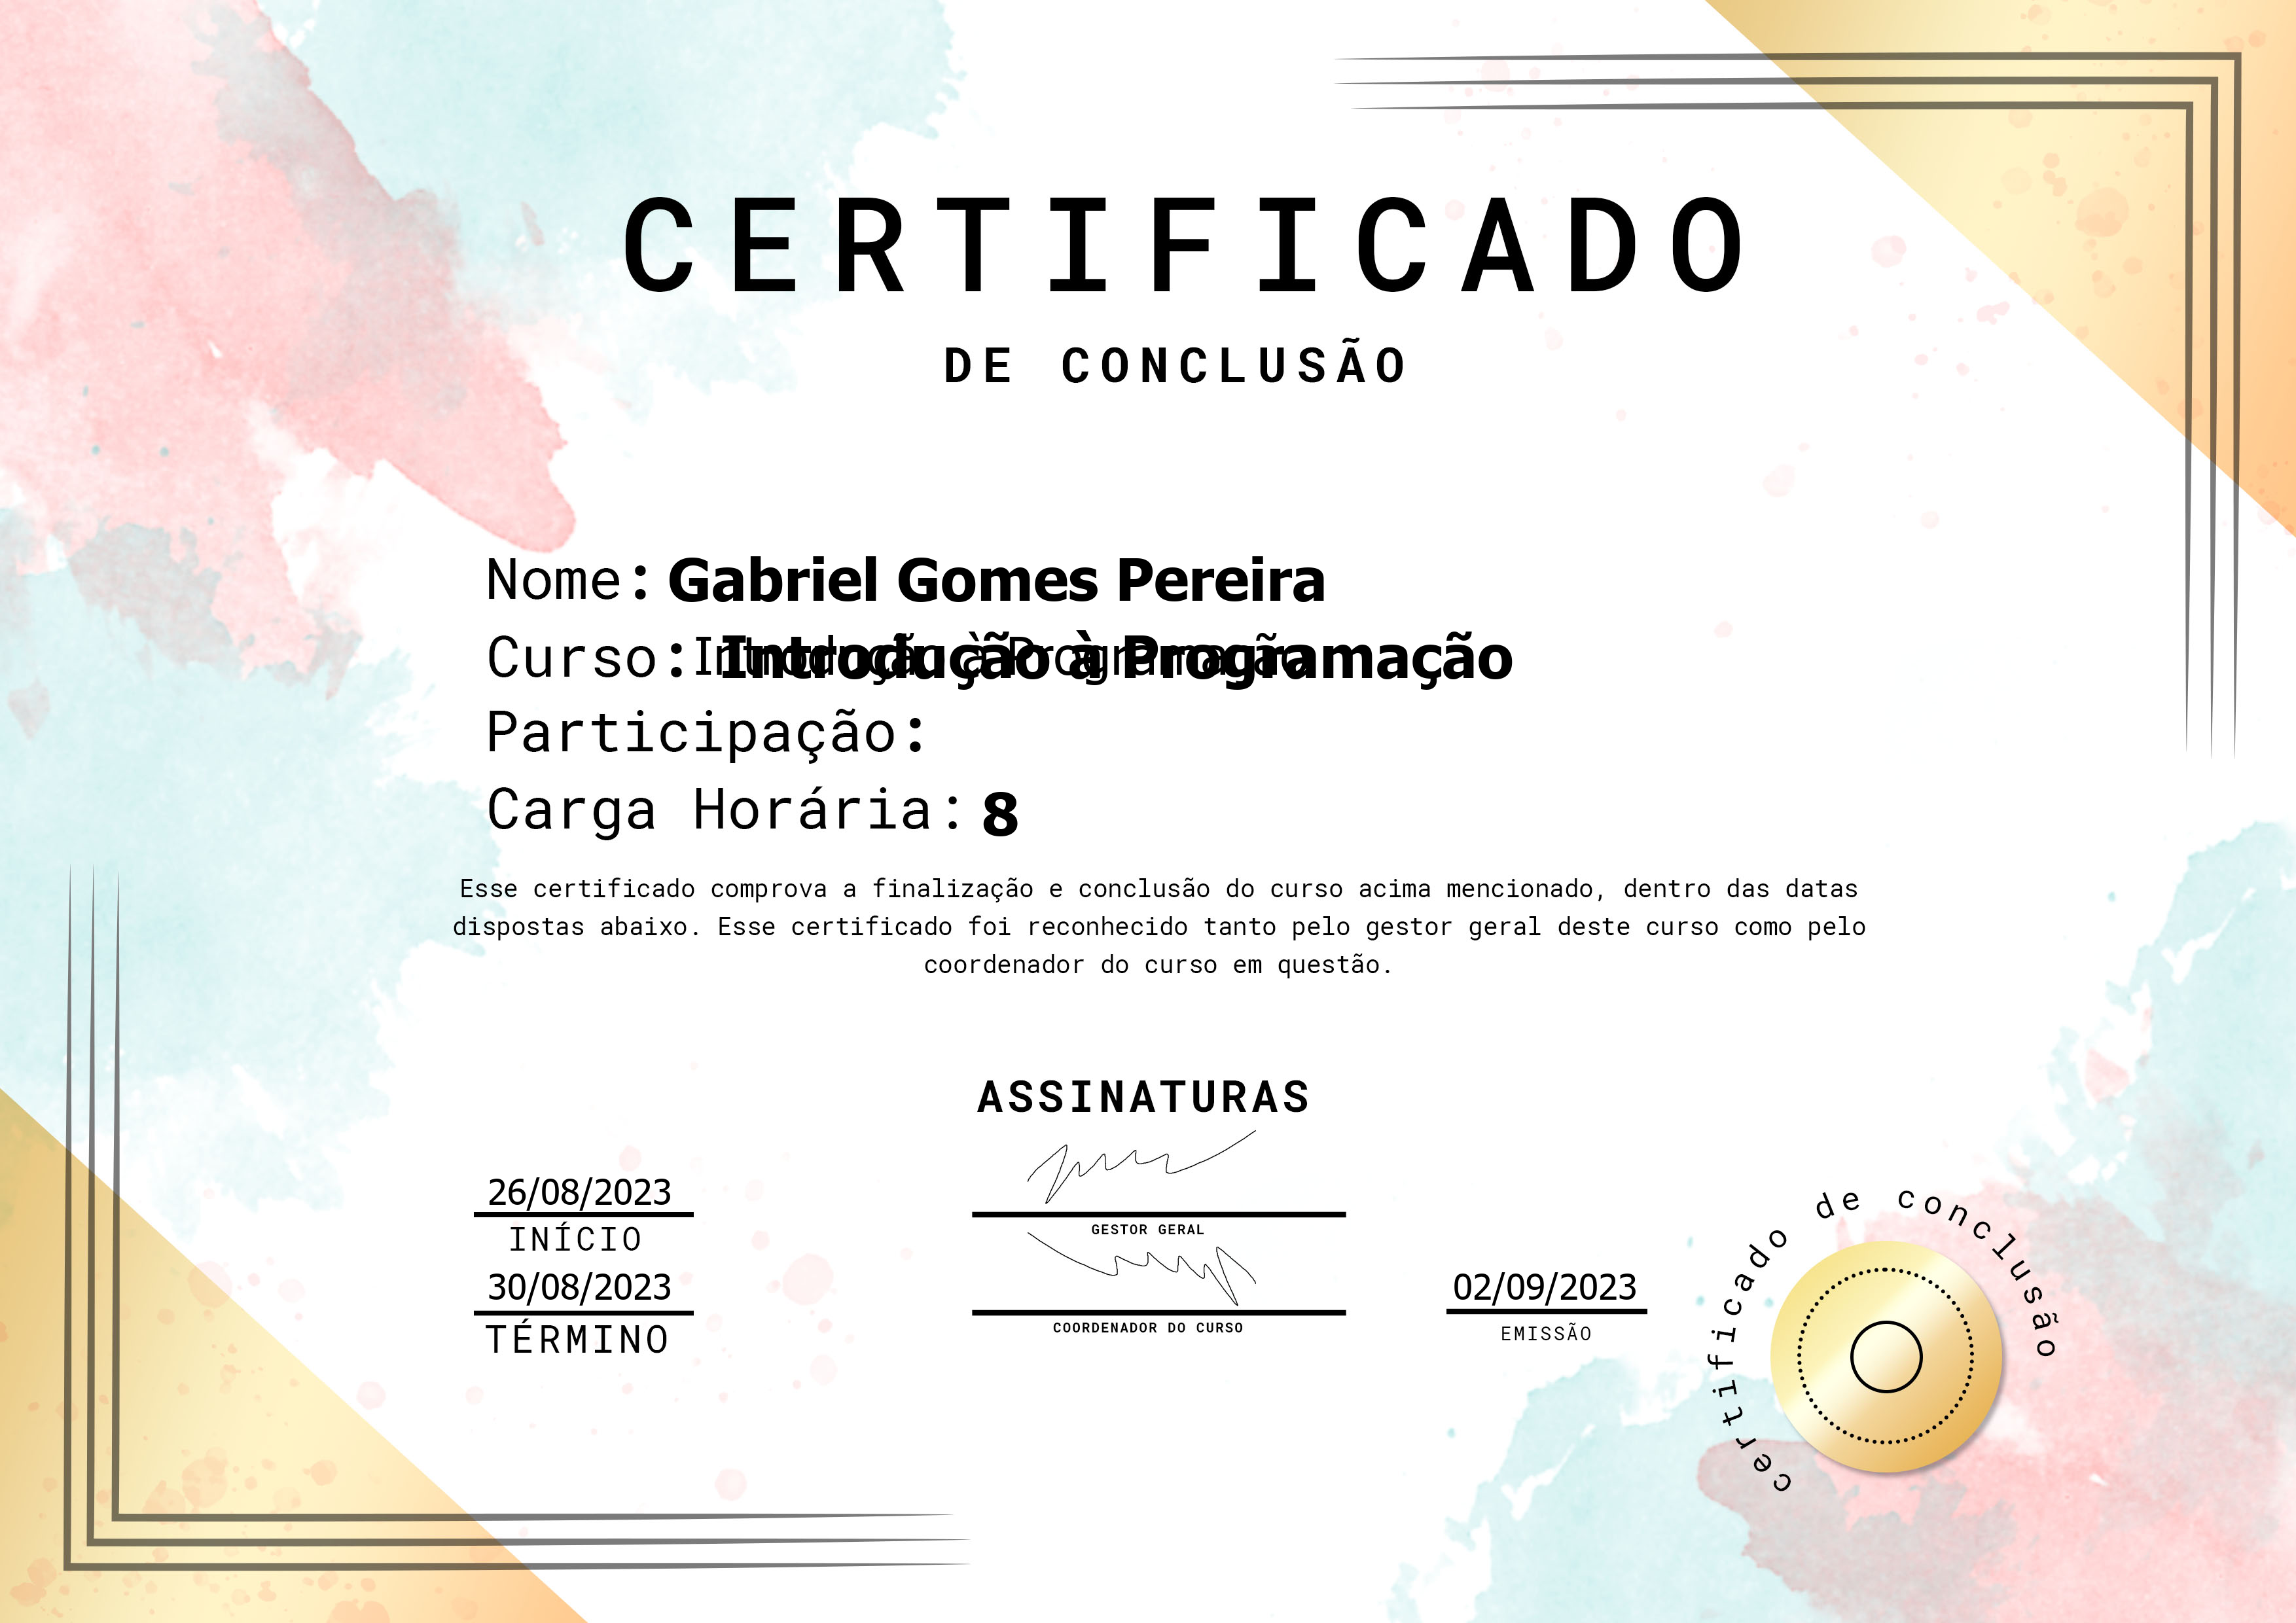 CERTIFICADO
DE CONCLUSÃO
Nome: Gabriel Gomes Pereira
Curso: Introdução à Programação Introdução à Programação
Participação:
Carga Horária: 8
Esse certificado comprova a finalização e conclusão do curso acima mencionado, dentro das datas
dispostas abaixo. Esse certificado foi reconhecido tanto pelo gestor geral deste curso como pelo
coordenador do curso em questão.
ASSINATURAS
26/08/2023
INÍCIO
30/08/2023
TÉRMINO
GESTOR GERAL
COORDENADOR DO CURSO
02/09/2023
EMISSÃO
certificado de conclusão